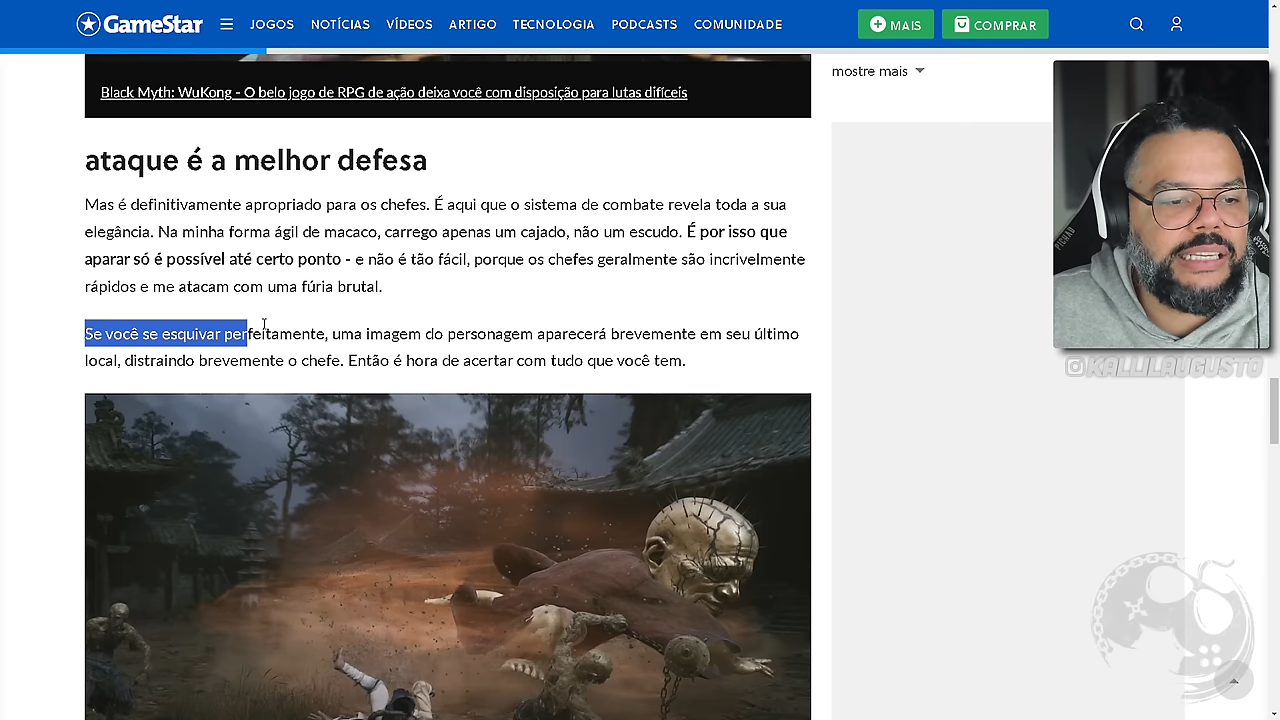 GameStar
JOGOS NOTÍCIAS VÍDEOS ARTIGO TECNOLOGIA PODCASTS COMUNIDADE
MAIS COMPRAR
mostre mais
Black Myth: WuKong - O belo jogo de RPG de ação deixa você com disposição para lutas difíceis
ataque é a melhor defesa
Mas é definitivamente apropriado para os chefes. É aqui que o sistema de combate revela toda a sua
elegância. Na minha forma ágil de macaco, carrego apenas um cajado, não um escudo. É por isso que
aparar só é possível até certo ponto - e não é tão fácil, porque os chefes geralmente são incrivelmente
rápidos e me atacam com uma fúria brutal.
Se você se esquivar perfeitamente, uma imagem do personagem aparecerá brevemente em seu último
local, distraindo brevemente o chefe. Então é hora de acertar com tudo que você tem.
PICHAU
@KALLILAUGUSTO